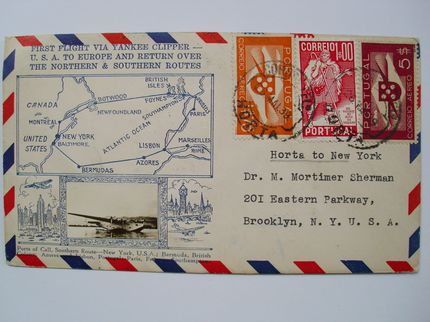 FIRST FLIGHT VIA YANKEE CLIPPER —
U. S. A. TO EUROPE AND RETURN OVER
THE NORTHERN & SOUTHERN ROUTES
BRITISH
ISLES
CANADA
BOTWOOD
FOYNES
SOUTHAMPTON
MONTREAL
NEWFOUNDLAND
PARIS
UNITED
STATES
NEW YORK
BALTIMORE
ATLANTIC OCEAN
LISBON
MARSEILLES
AZORES
BERMUDAS
Ports of Call, Southern Route—New York, U.S.A.; Bermuda, British
CORREIO AEREO
PORTUGAL
CORREIO 1$00
PORTUGAL
PORTUGAL
CORREIO AEREO 5$
HORTA
Horta to New York
Dr. M. Mortimer Sherman
201 Eastern Parkway,
Brooklyn, N. Y. U. S. A.